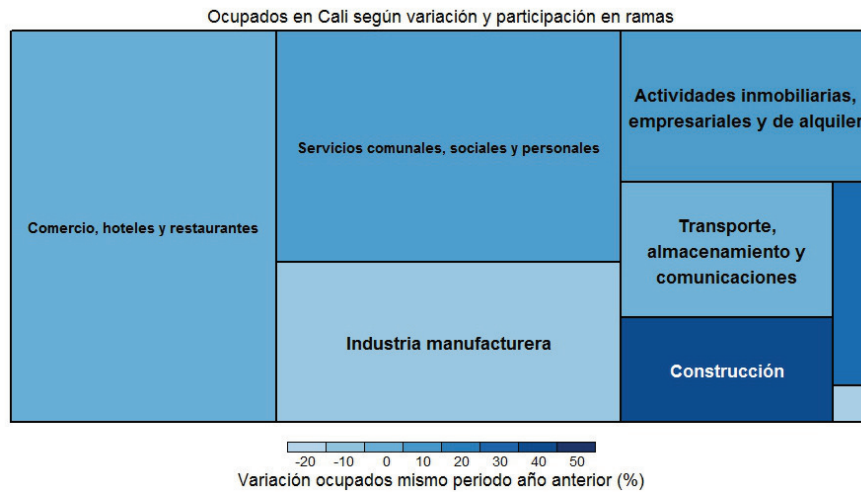 Ocupados en Cali según variación y participación en ramas
Comercio, hoteles y restaurantes
Servicios comunales, sociales y personales
Industria manufacturera
Actividades inmobiliarias,
empresariales y de alquiler
Transporte,
almacenamiento y
comunicaciones
Construcción
-20 -10 0 10 20 30 40 50
Variación ocupados mismo periodo año anterior (%)